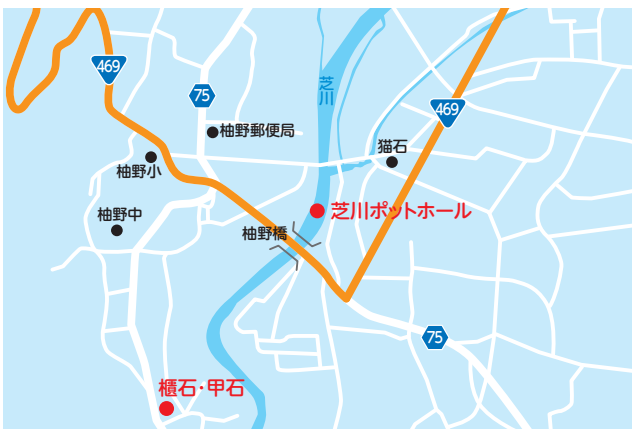 469
75
芝川
469
柚野郵便局
猫石
柚野小
芝川ポットホール
柚野中
柚野橋
75
櫃石・甲石